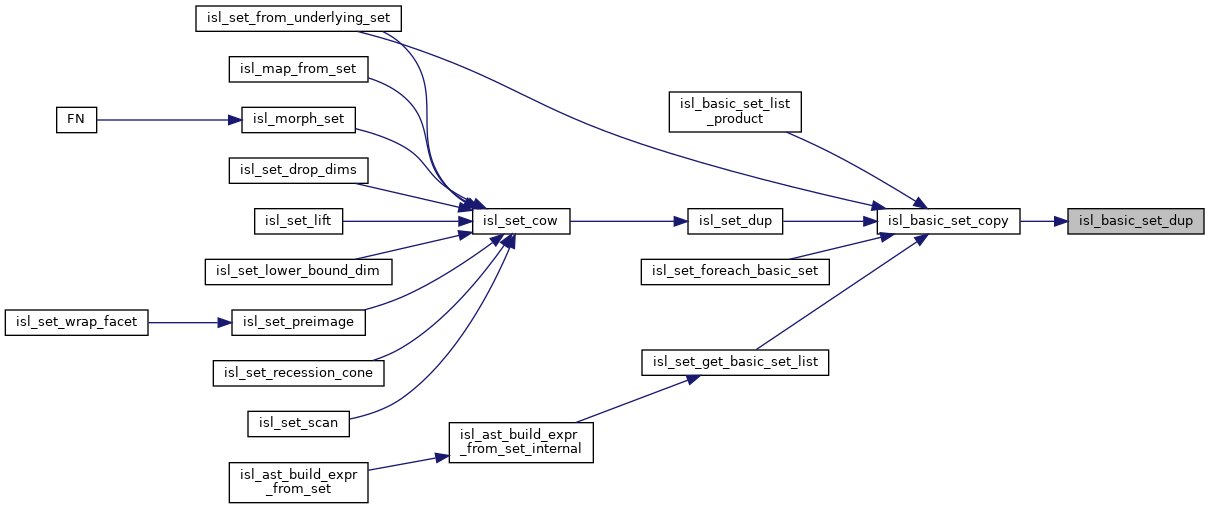 isl_set_from_underlying_set
isl_map_from_set
isl_basic_set_list
_product
FN
isl_morph_set
isl_set_drop_dims
isl_set_lift
isl_set_cow
isl_set_dup
isl_basic_set_copy
isl_basic_set_dup
isl_set_lower_bound_dim
isl_set_foreach_basic_set
isl_set_wrap_facet
isl_set_preimage
isl_set_recession_cone
isl_set_get_basic_set_list
isl_set_scan
isl_ast_build_expr
_from_set_internal
isl_ast_build_expr
_from_set